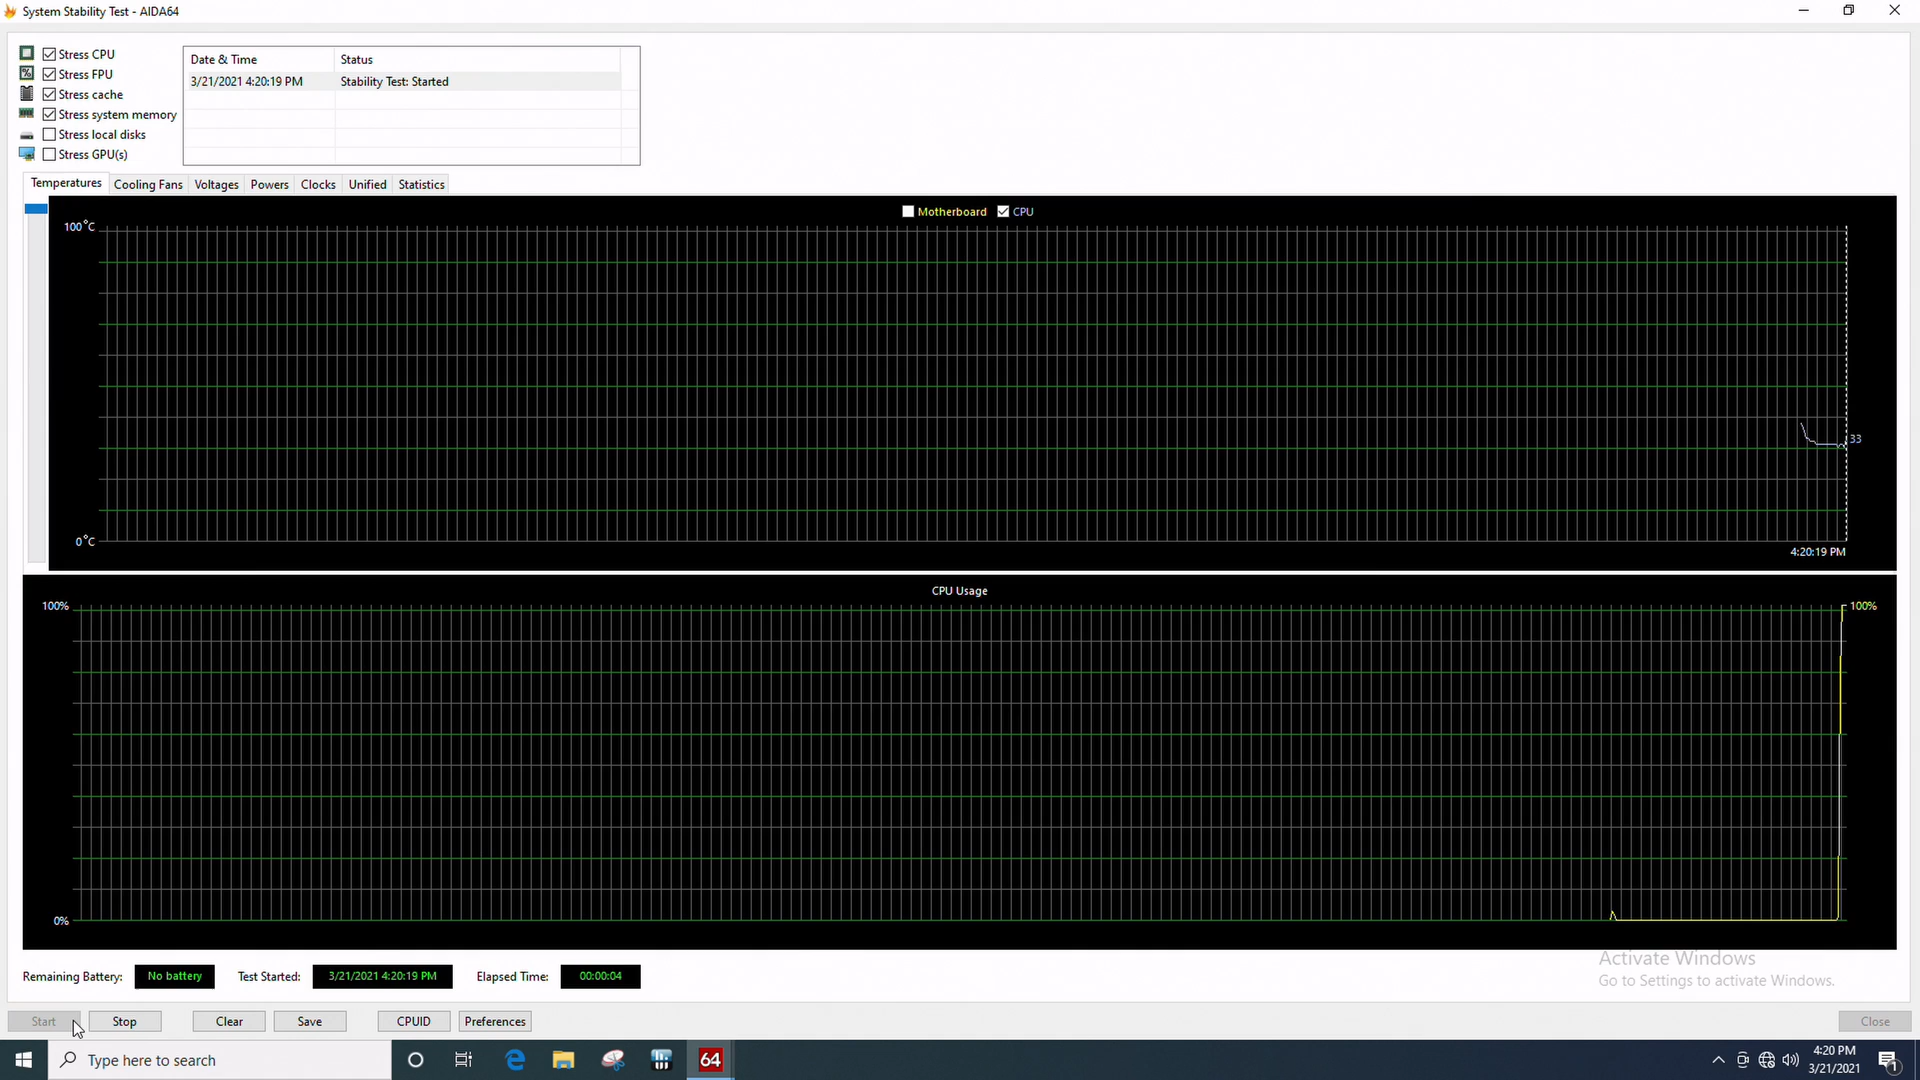 System Stability Test - AIDA64
Stress CPU
Stress FPU
Stress cache
Stress system memory
Stress local disks
Stress GPU(s)
Date & Time Status
3/21/2021 4:20:19 PM Stability Test: Started
Temperatures Cooling Fans Voltages Powers Clocks Unified Statistics
Motherboard CPU
100°C
33
0°C
4:20:19 PM
CPU Usage
100% 100%
0%
Activate Windows
Go to Settings to activate Windows.
Remaining Battery: No battery Test Started: 3/21/2021 4:20:19 PM Elapsed Time: 00:00:04
Start Stop Clear Save CPUID Preferences Close
Type here to search
64
4:20 PM
3/21/2021
1